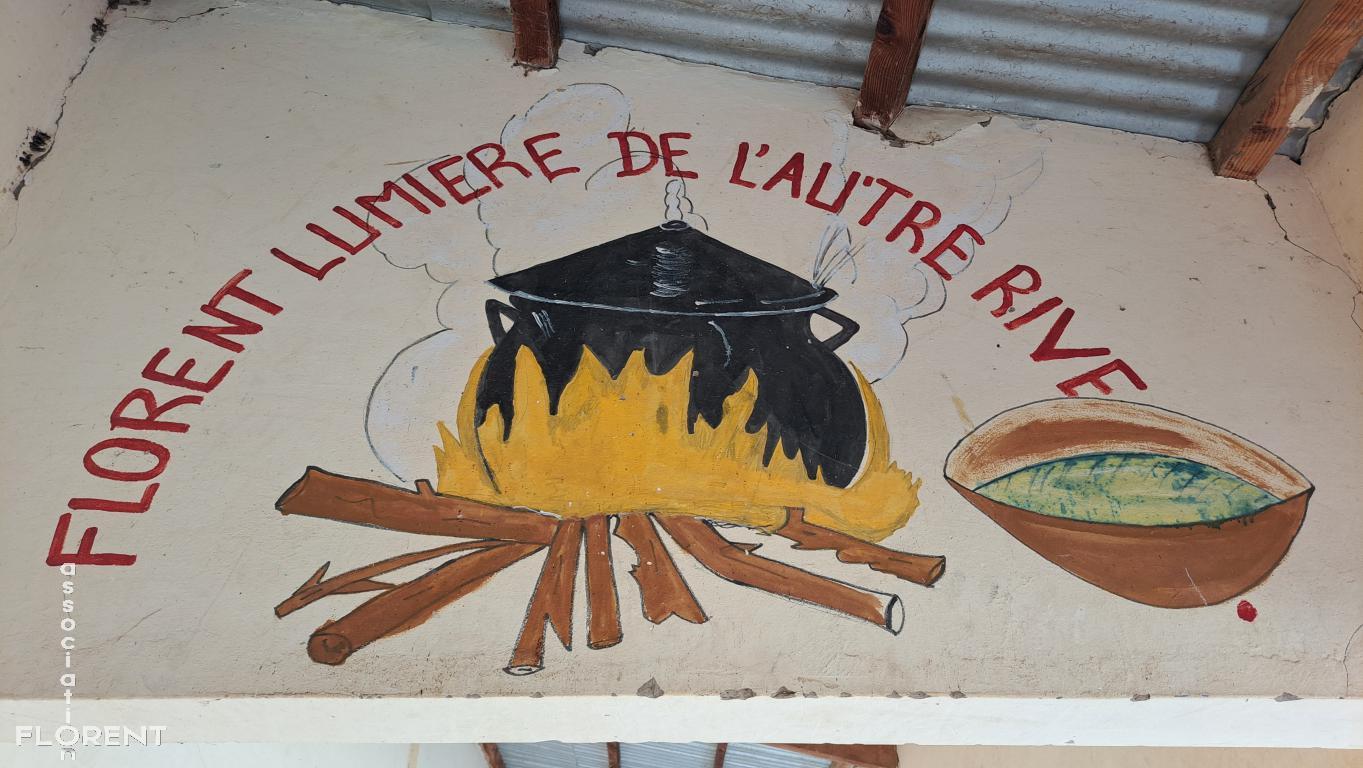 FLORENT LUMIERE DE L'AUTRE RIVE
association
FLORENT